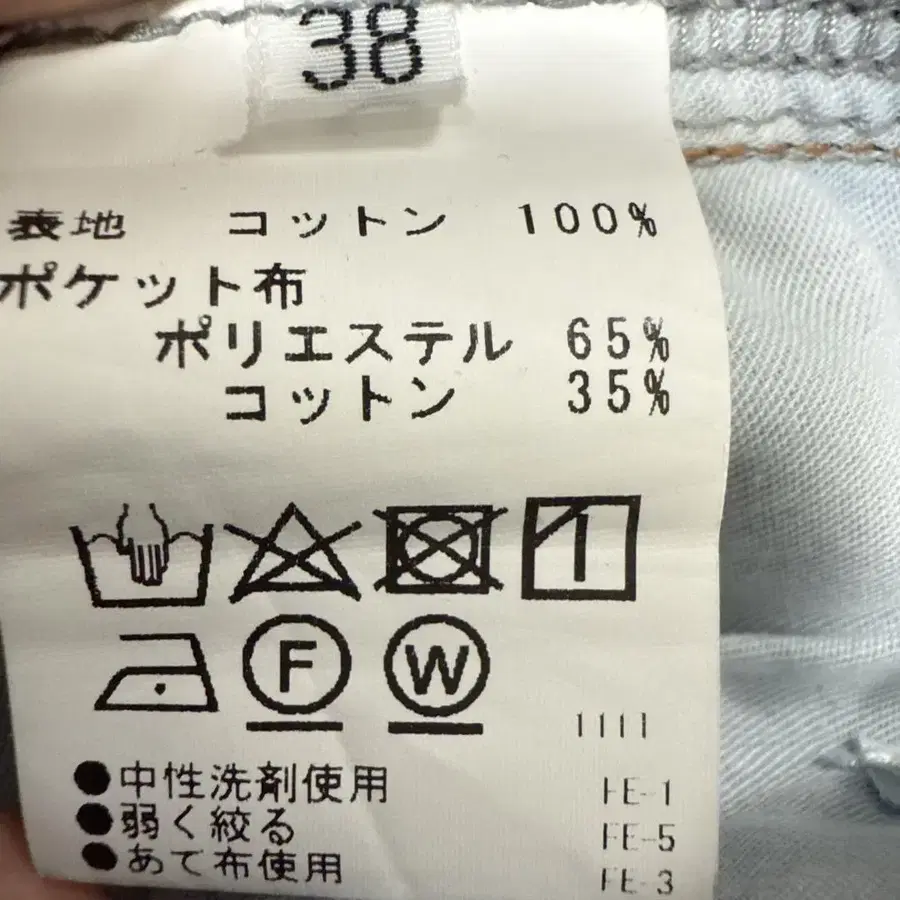 38
表地 コットン 100%
ポケット布
ポリエステル 65%
コットン 35%
F W
1111
●中性洗剤使用 FE-1
●弱く絞る FE-5
●あて布使用 FE-3